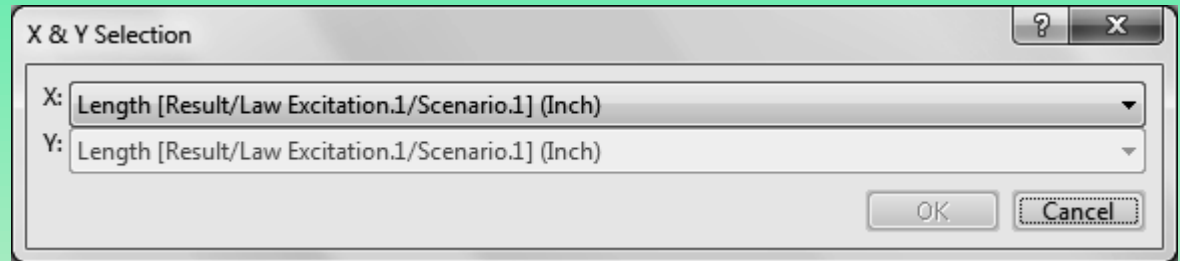 X & Y Selection
?
X: Length [Result/Law Excitation.1/Scenario.1] (Inch)
Y: Length [Result/Law Excitation.1/Scenario.1] (Inch)
OK Cancel